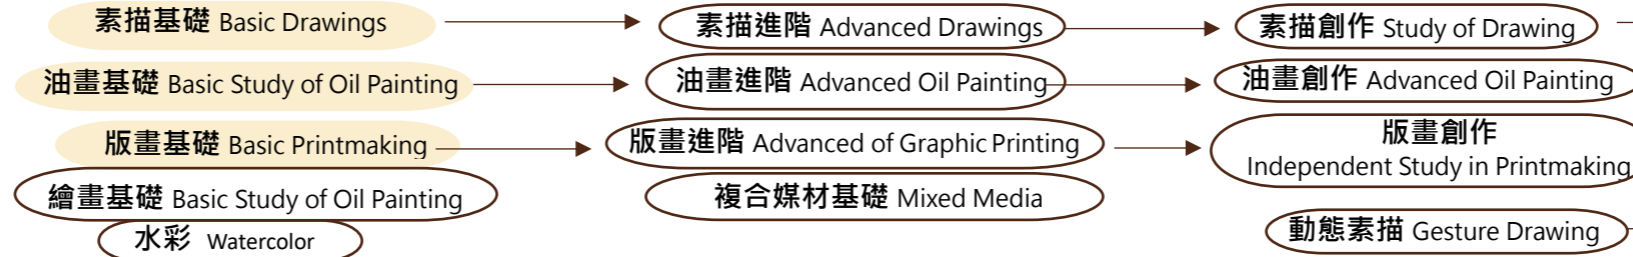 素描基礎 Basic Drawings
素描進階 Advanced Drawings
素描創作 Study of Drawing
油畫基礎 Basic Study of Oil Painting
油畫進階 Advanced Oil Painting
油畫創作 Advanced Oil Painting
版畫基礎 Basic Printmaking
版畫進階 Advanced of Graphic Printing
版畫創作
Independent Study in Printmaking
繪畫基礎 Basic Study of Oil Painting
複合媒材基礎 Mixed Media
水彩 Watercolor
動態素描 Gesture Drawing